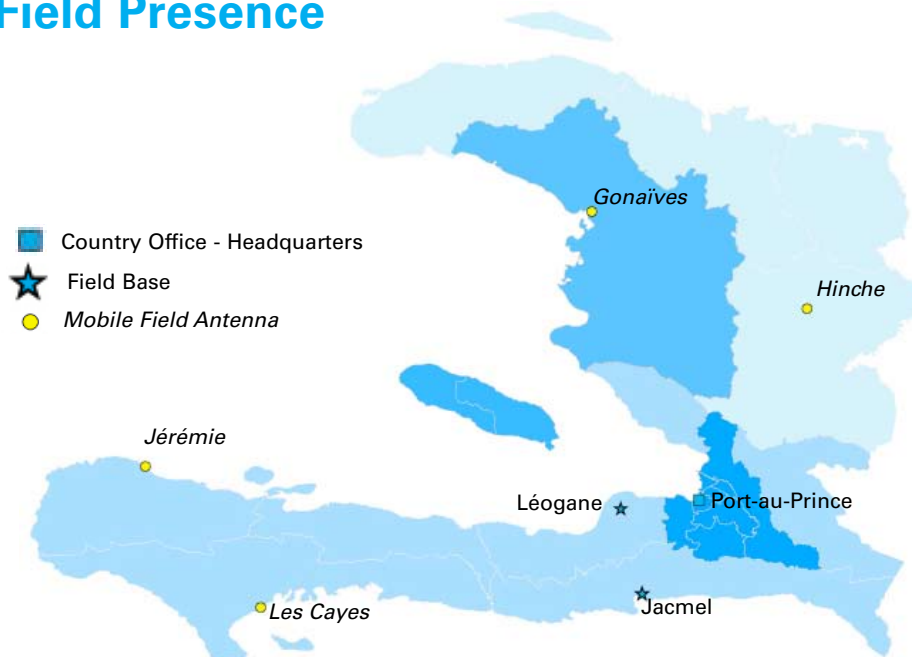 Field Presence
Gonaïves
Country Office - Headquarters
Field Base
Hinche
Mobile Field Antenna
Jérémie
Léogane
Port-au-Prince
Jacmel
Les Cayes